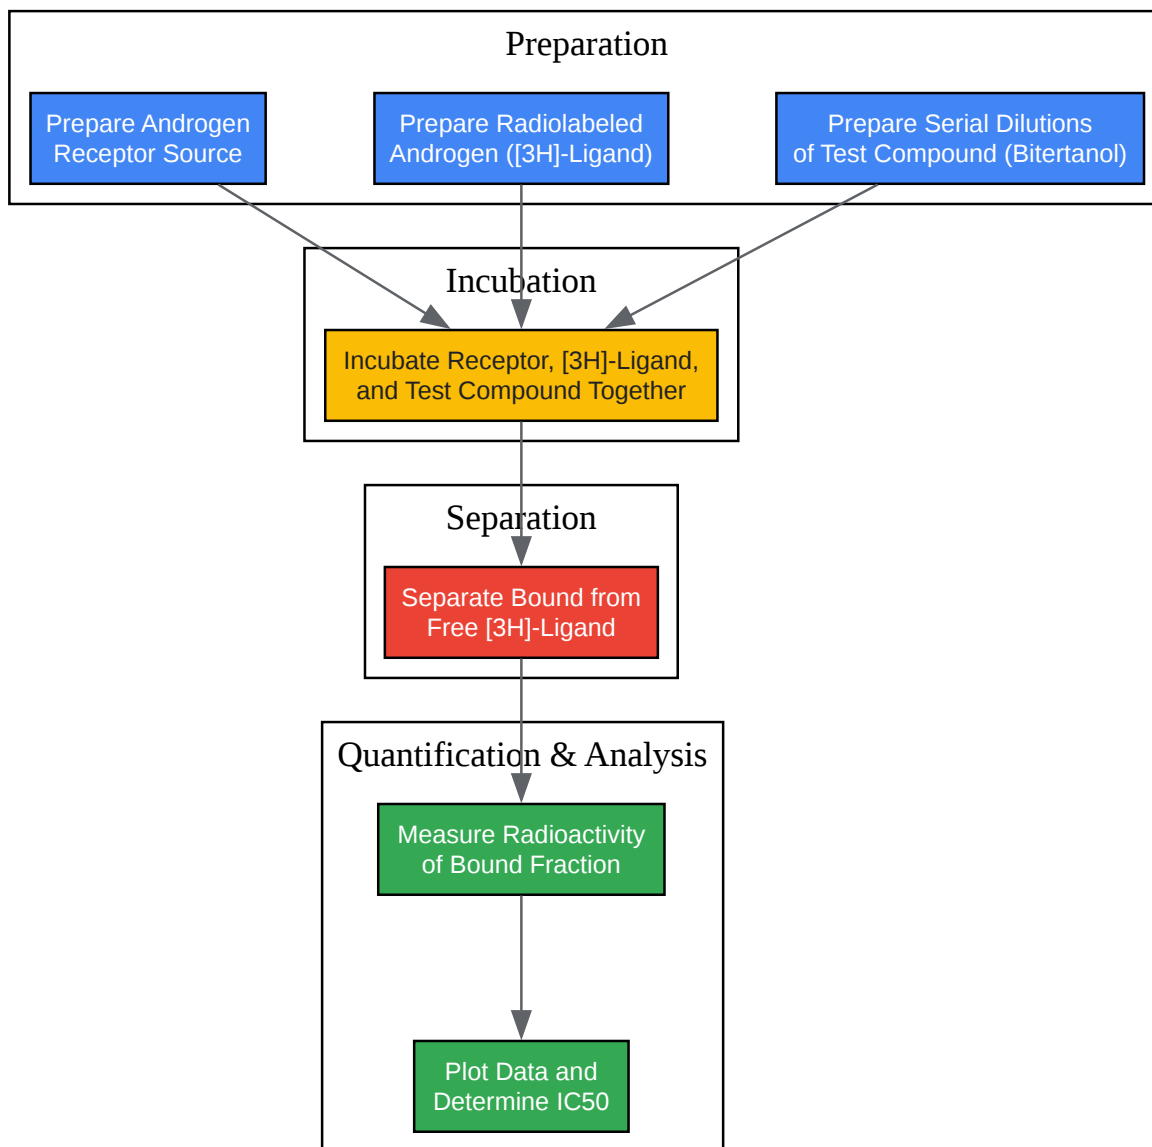 Preparation
Prepare Androgen
Receptor Source
Prepare Radiolabeled
Androgen ([3H]-Ligand)
Prepare Serial Dilutions
of Test Compound (Bitertanol)
Incubation
Incubate Receptor, [3H]-Ligand,
and Test Compound Together
Separation
Separate Bound from
Free [3H]-Ligand
Quantification & Analysis
Measure Radioactivity
of Bound Fraction
Plot Data and
Determine IC50